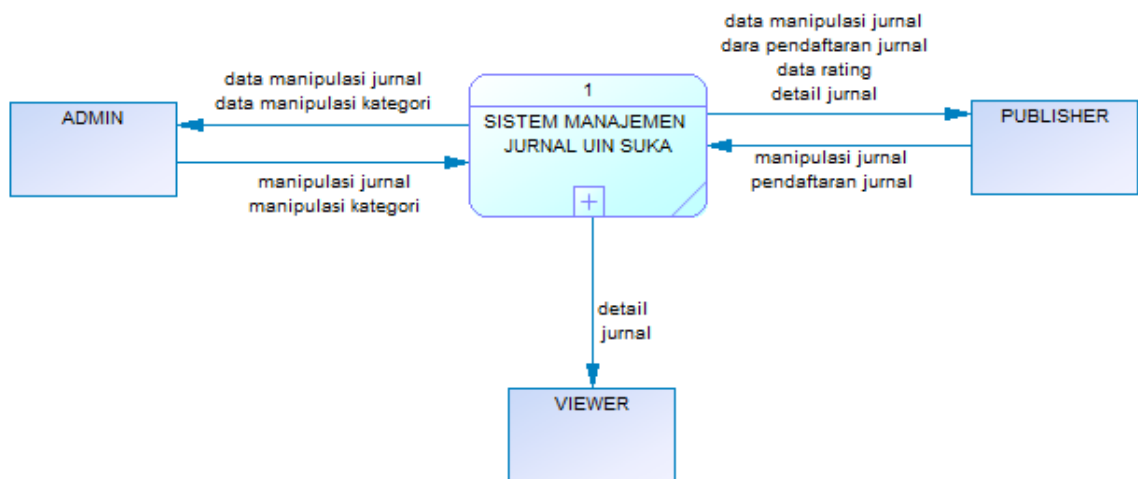 data manipulasi jurnal
data manipulasi kategori
ADMIN
manipulasi jurnal
manipulasi kategori
1
SISTEM MANAJEMEN
JURNAL UIN SUKA
data manipulasi jurnal
dara pendaftaran jurnal
data rating
detail jurnal
PUBLISHER
manipulasi jurnal
pendaftaran jurnal
detail
jurnal
VIEWER